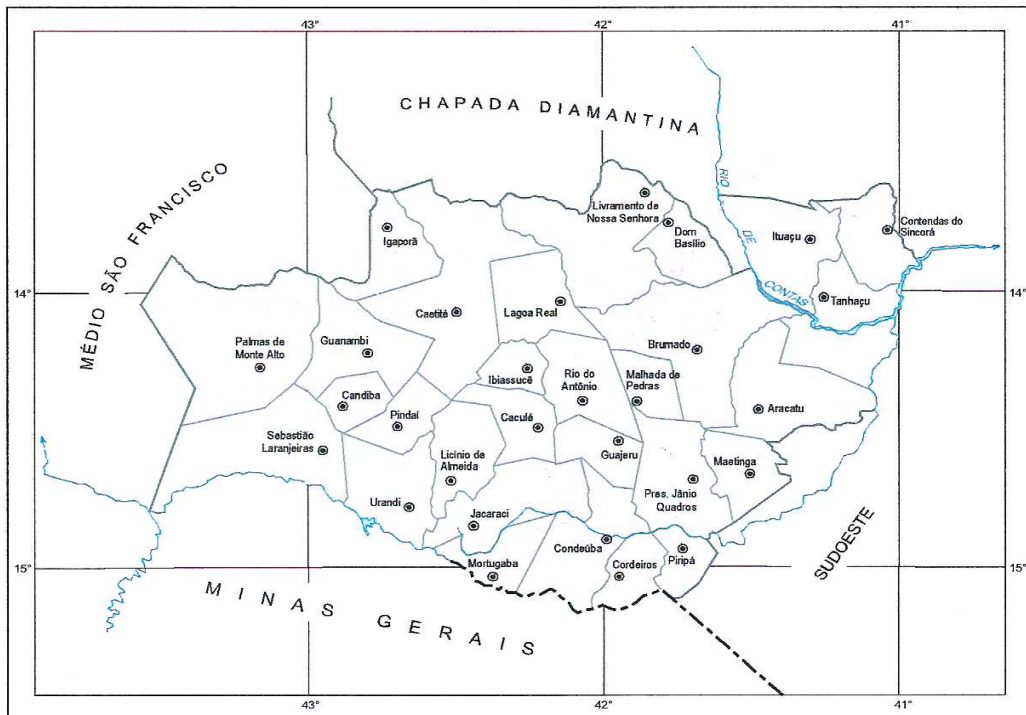 43°
42°
41°
CHAPADA DIAMANTINA
MÉDIO SÃO FRANCISCO
RIO
DE
CONTAS
Livramento de
Nossa Senhora
Dom
Basílio
Ituaçu
Contendas do
Sincorá
Igaporã
14°
14°
Tanhaçu
Caetité
Lagoa Real
Palmas de
Monte Alto
Guanambi
Brumado
Ibiassucê
Rio do
Antônio
Malhada de
Pedras
Candiba
Aracatu
Pindaí
Caculé
Sebastião
Laranjeiras
Guajeru
Licínio de
Almeida
Maetinga
Pres. Jânio
Quadros
Urandi
Jacaraci
Condeúba
Piripá
Mortugaba
Cordeiros
15°
15°
SUDOESTE
MINAS GERAIS
43°
42°
41°